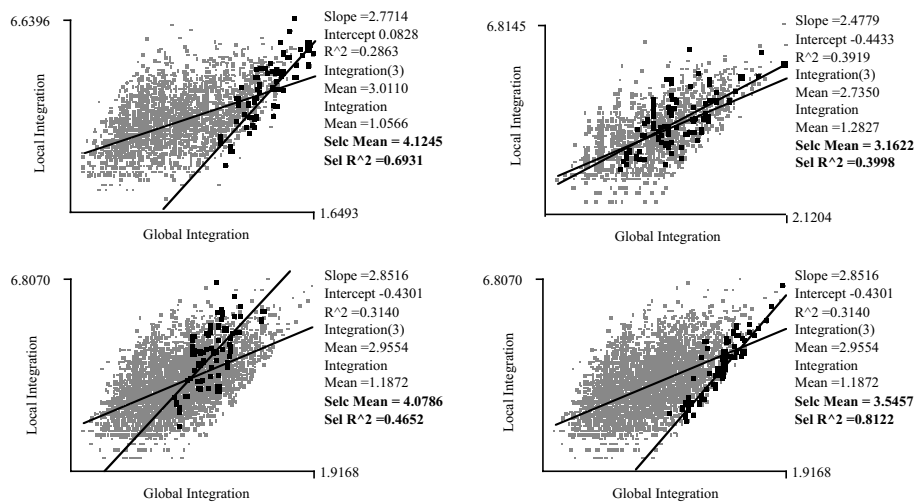 6.6396
Local Integration
Slope =2.7714
Intercept 0.0828
R^2 =0.2863
Integration(3)
Mean =3.0110
Integration
Mean =1.0566
Selc Mean = 4.1245
Sel R^2 =0.6931
1.6493
Global Integration
6.8145
Local Integration
Slope =2.4779
Intercept -0.4433
R^2 =0.3919
Integration(3)
Mean =2.7350
Integration
Mean =1.2827
Selc Mean = 3.1622
Sel R^2 =0.3998
2.1204
Global Integration
6.8070
Local Integration
Slope =2.8516
Intercept -0.4301
R^2 =0.3140
Integration(3)
Mean =2.9554
Integration
Mean =1.1872
Selc Mean = 4.0786
Sel R^2 =0.4652
1.9168
Global Integration
6.8070
Local Integration
Slope =2.8516
Intercept -0.4301
R^2 =0.3140
Integration(3)
Mean =2.9554
Integration
Mean =1.1872
Selc Mean = 3.5457
Sel R^2 =0.8122
1.9168
Global Integration